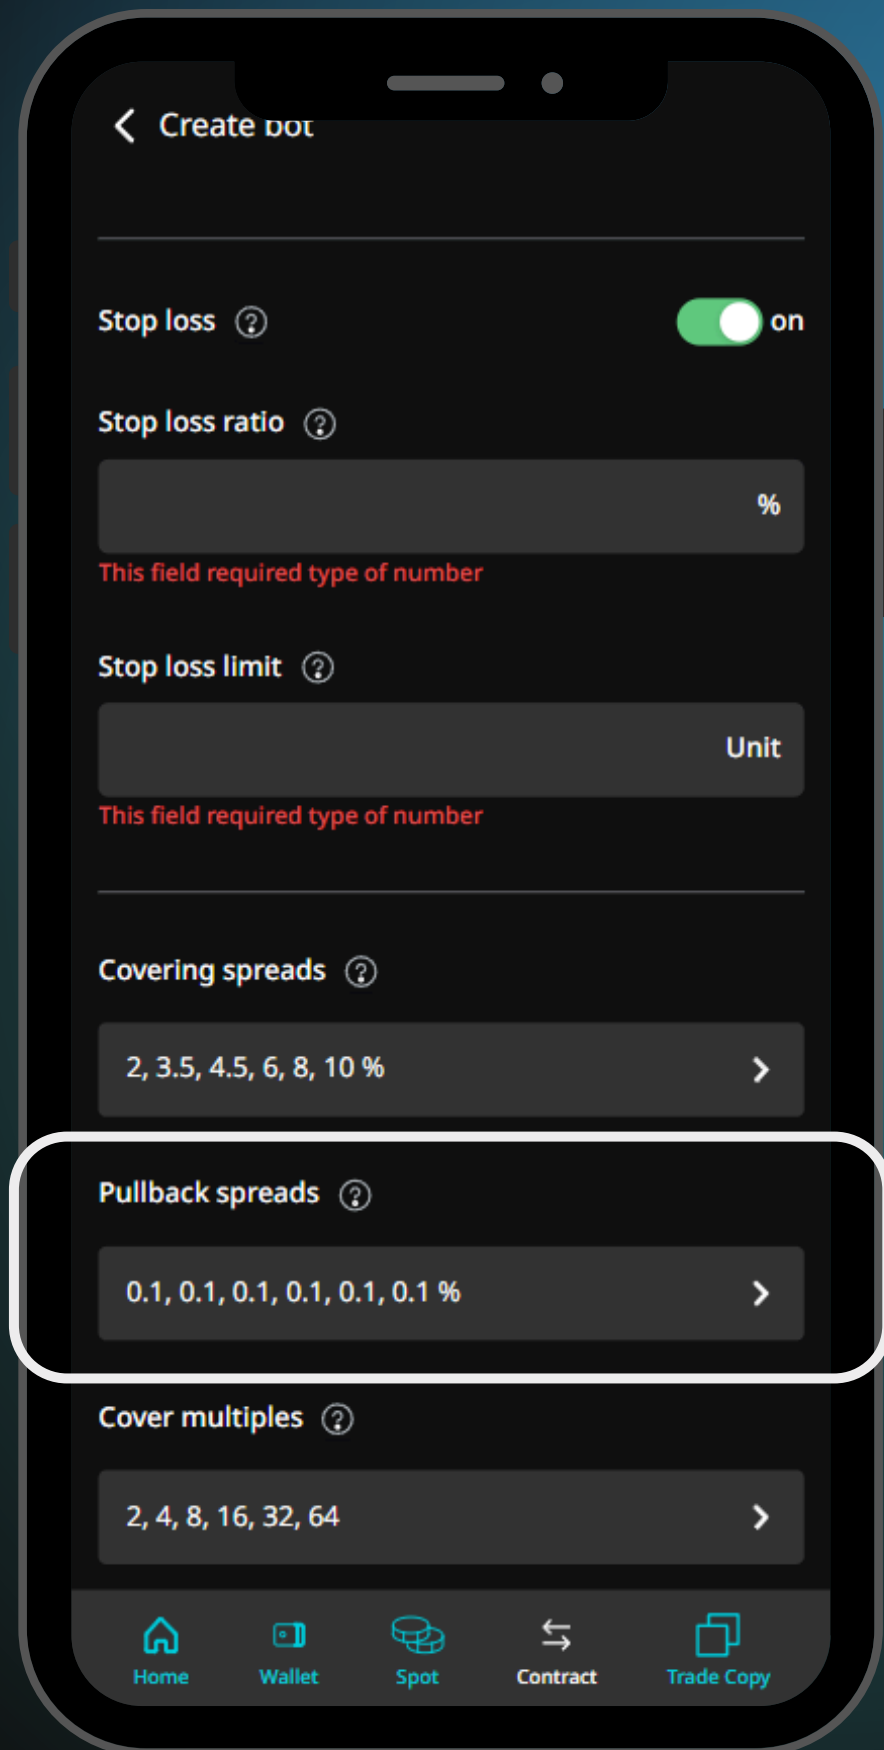 Create bot
Stop loss
on
Stop loss ratio
%
This field required type of number
Stop loss limit
Unit
This field required type of number
Covering spreads
2, 3.5, 4.5, 6, 8, 10 %
Pullback spreads
0.1, 0.1, 0.1, 0.1, 0.1, 0.1 %
Cover multiples
2, 4, 8, 16, 32, 64
Home Wallet Spot Contract Trade Copy